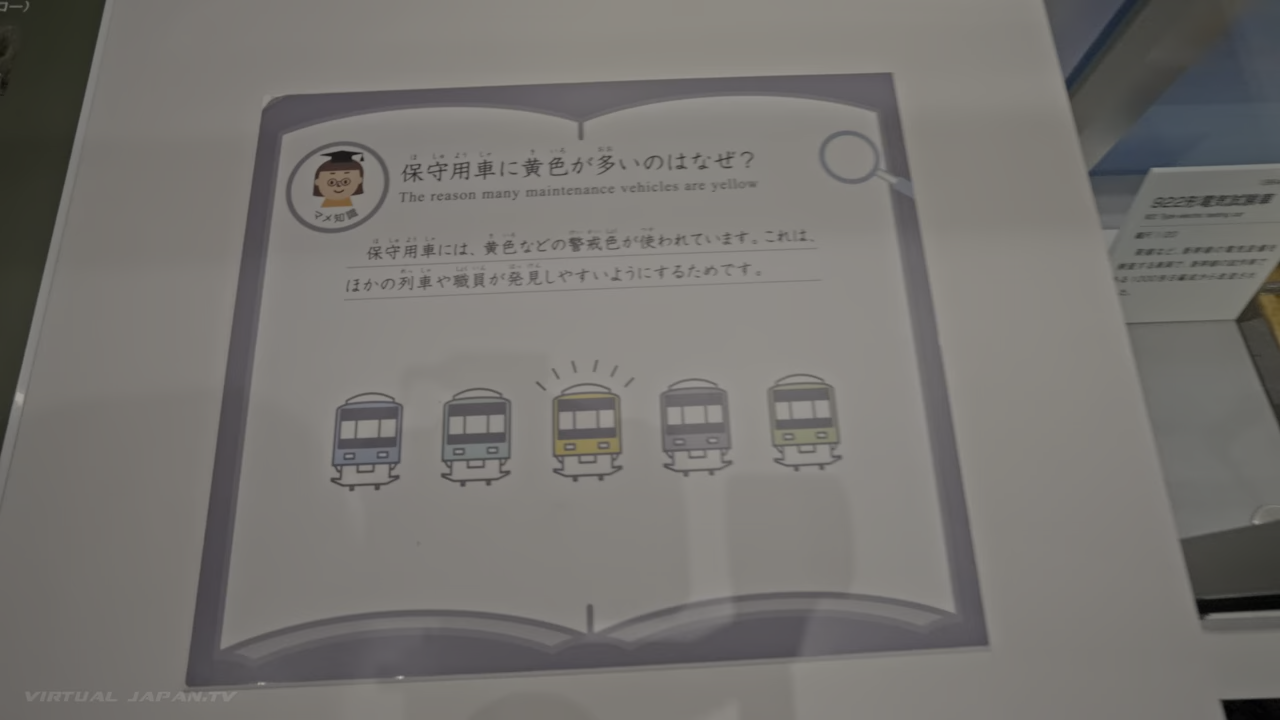 ロー)
保守用車に黄色が多いのはなぜ?
The reason many maintenance vehicles are yellow
マメ知識
保守用車には、黄色などの警戒色が使われています。これは、
ほかの列車や職員が発見しやすいようにするためです。
922形電気試験車
VIRTUAL JAPAN.TV